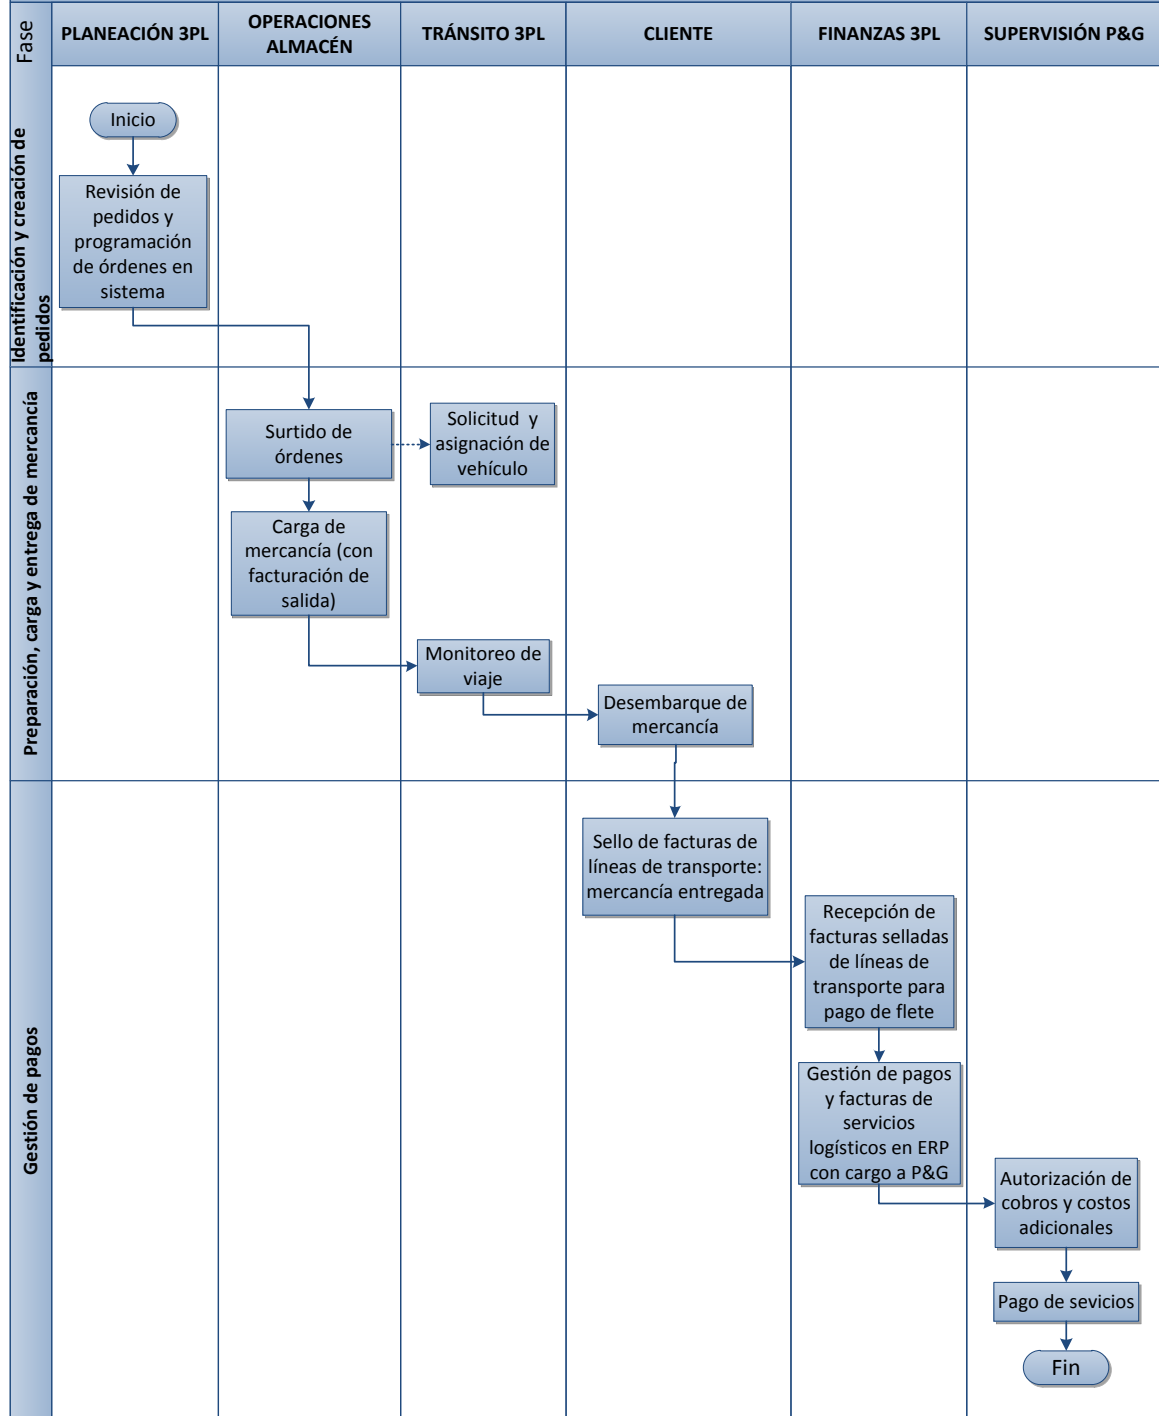 Fase
PLANEACIÓN 3PL
OPERACIONES
ALMACÉN
TRÁNSITO 3PL
CLIENTE
FINANZAS 3PL
SUPERVISIÓN P&G
Identificación y creación de
pedidos
Inicio
Revisión de
pedidos y
programación
de órdenes en
sistema
Preparación, carga y entrega de mercancía
Surtido de
órdenes
Solicitud y
asignación de
vehículo
Carga de
mercancía (con
facturación de
salida)
Monitoreo de
viaje
Desembarque de
mercancía
Gestión de pagos
Sello de facturas de
líneas de transporte:
mercancía entregada
Recepción de
facturas selladas
de líneas de
transporte para
pago de flete
Gestión de pagos
y facturas de
servicios
logísticos en ERP
con cargo a P&G
Autorización de
cobros y costos
adicionales
Pago de sevicios
Fin